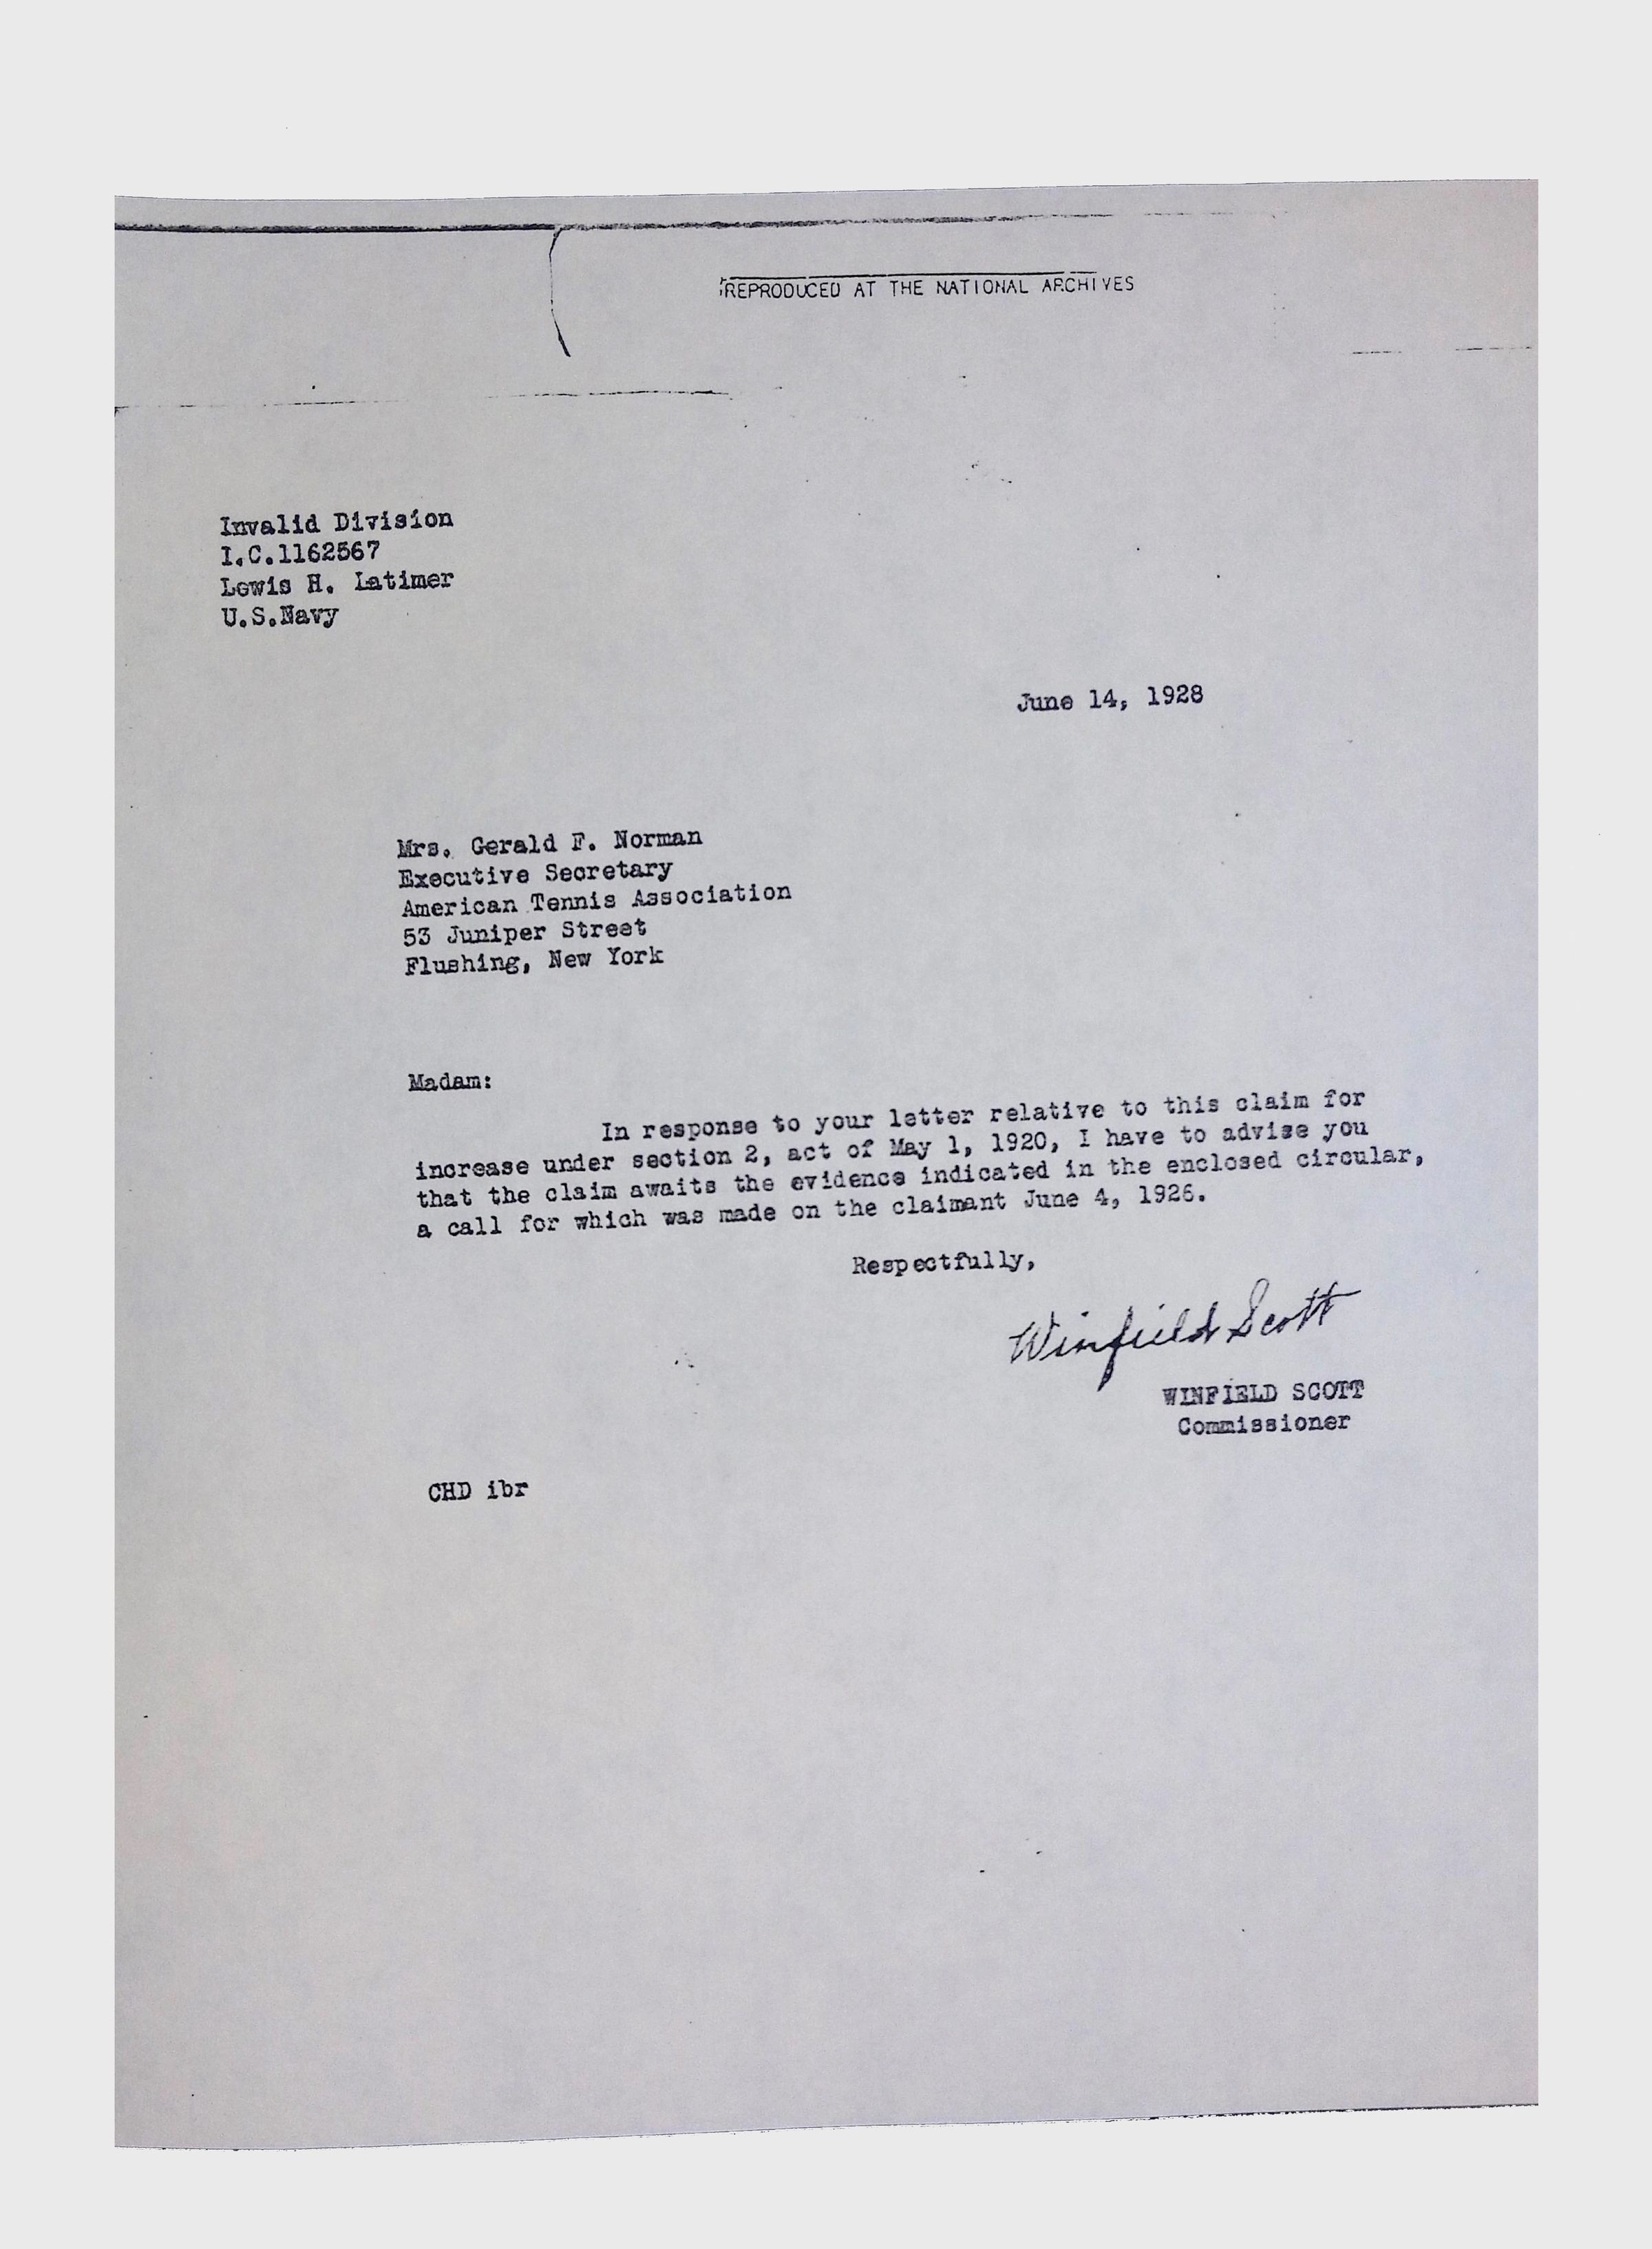 REPRODUCED AT THE NATIONAL ARCHIVES
Invalid Division
I.C.1162567
Lewis H. Latimer
U.S.Navy
June 14, 1928
Mrs. Gerald F. Norman
Executive Secretary
American Tennis Association
53 Juniper Street
Flushing, New York
Madam:
In response to your letter relative to this claim for
increase under section 2, act of May 1, 1920, I have to advise you
that the claim awaits the evidence indicated in the enclosed circular,
a call for which was made on the claimant June 4, 1926.
Respectfully,
Winfield Scott
WINFIELD SCOTT
Commissioner
CHD ibr